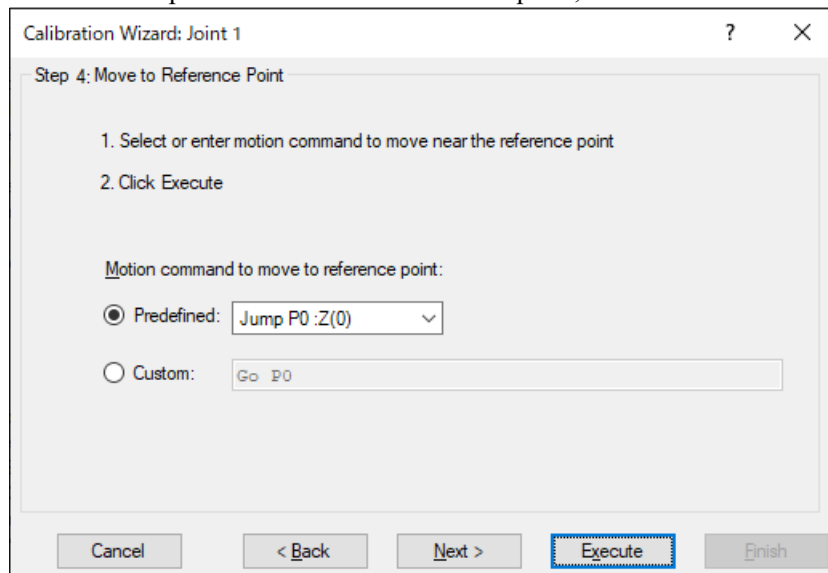 Calibration Wizard: Joint 1 ? ×
Step 4: Move to Reference Point
1. Select or enter motion command to move near the reference point
2. Click Execute
Motion command to move to reference point:
Predefined: Jump P0 :Z(0)
Custom: Go P0
Cancel < Back Next > Execute Finish